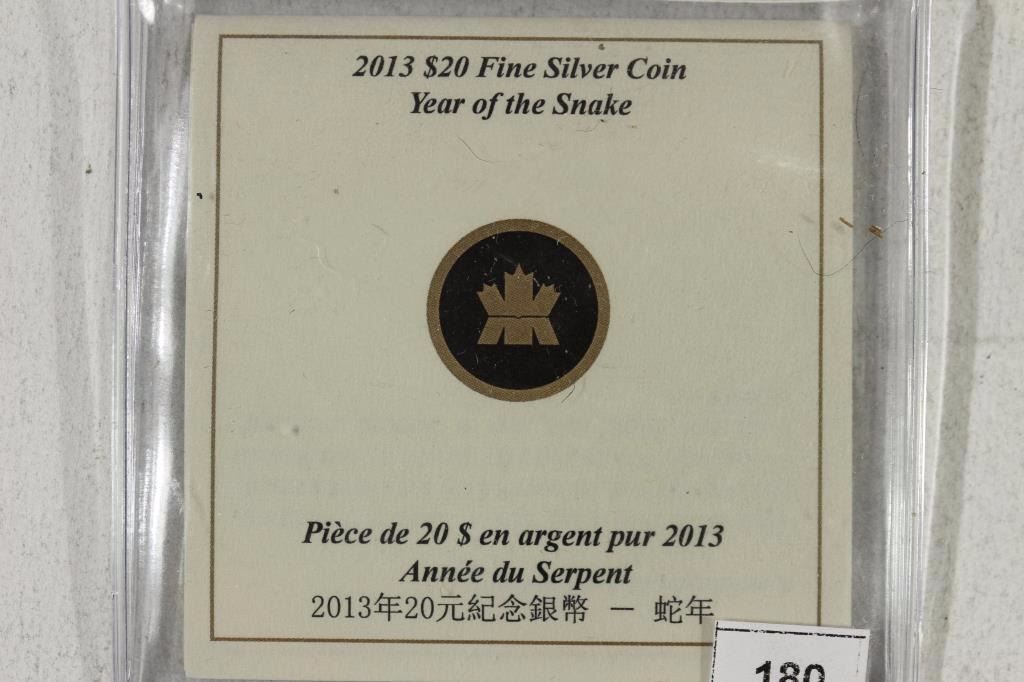 2013 $20 Fine Silver Coin
Year of the Snake
Pièce de 20 $ en argent pur 2013
Année du Serpent
2013年20元紀念銀幣 － 蛇年
180